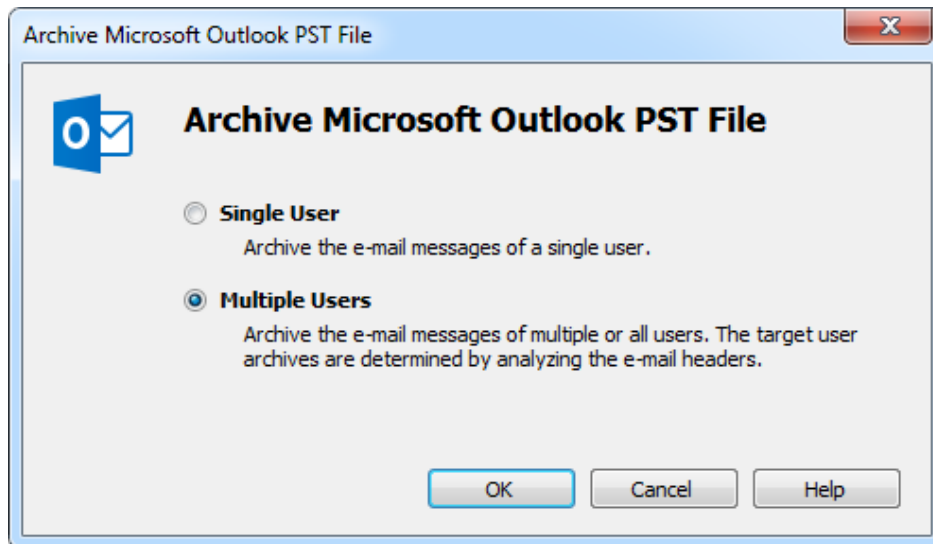 Archive Microsoft Outlook PST File
X
Archive Microsoft Outlook PST File
O
Single User
Archive the e-mail messages of a single user.
Multiple Users
Archive the e-mail messages of multiple or all users. The target user
archives are determined by analyzing the e-mail headers.
OK Cancel Help